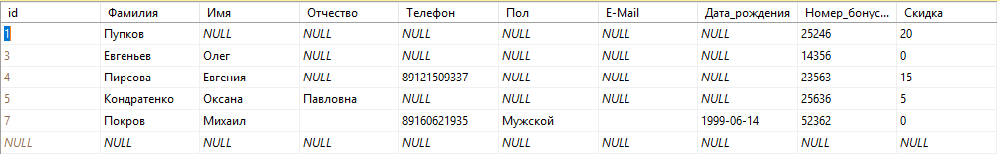 id Фамилия Имя Отчество Телефон Пол E-Mail Дата_рождения Номер_бонус... Скидка
1 Пупков NULL NULL NULL NULL NULL NULL 25246 20
3 Евгеньев Олег NULL NULL NULL NULL NULL 14356 0
4 Пирсова Евгения NULL 89121509337 NULL NULL NULL 23563 15
5 Кондратенко Оксана Павловна NULL NULL NULL NULL 25636 5
7 Покров Михаил 89160621935 Мужской 1999-06-14 52362 0
NULL NULL NULL NULL NULL NULL NULL NULL NULL NULL